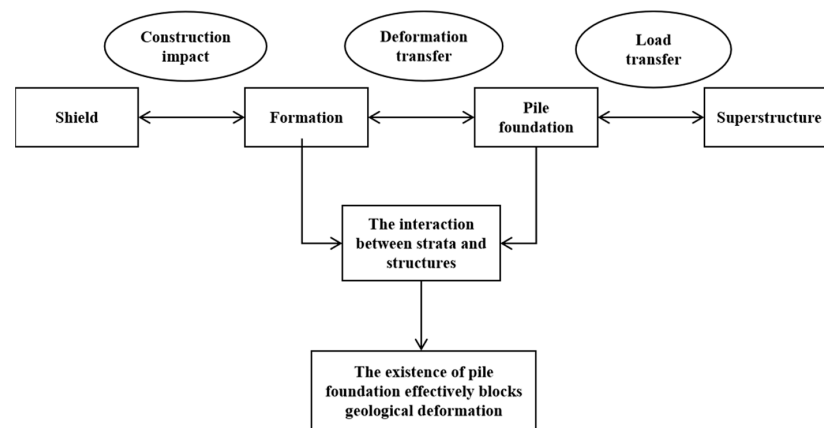 Construction
impact
Deformation
transfer
Load
transfer
Shield
Formation
Pile
foundation
Superstructure
The interaction
between strata and
structures
The existence of pile
foundation effectively blocks
geological deformation